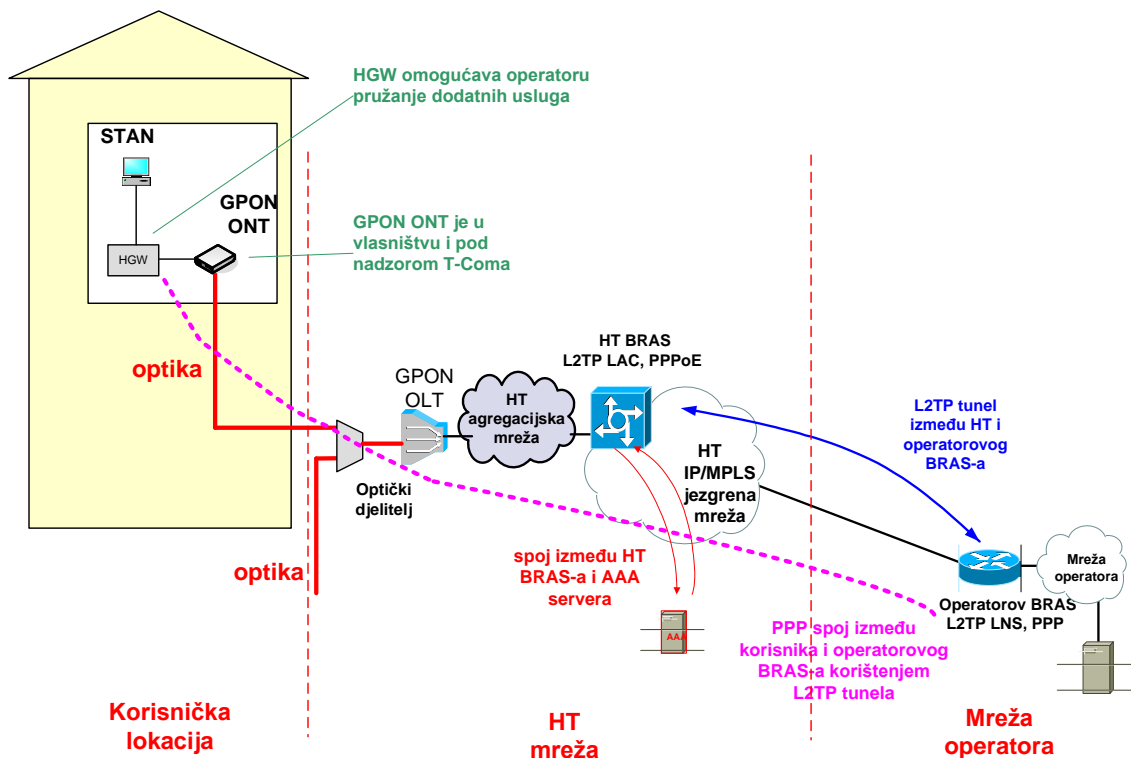 HGW omogućava operatoru
pružanje dodatnih usluga
STAN
GPON
ONT
HGW
GPON ONT je u
vlasništvu i pod
nadzorom T-Coma
optika
HT BRAS
L2TP LAC, PPPoE
GPON
OLT
HT
agregacijska
mreža
L2TP tunel
između HT i
operatorovog
BRAS-a
HT
IP/MPLS
jezgrena
mreža
Optički
djelitelj
optika
spoj između HT
BRAS-a i AAA
servera
AAA
Mreža
operatora
Operatorov BRAS
L2TP LNS, PPP
PPP spoj između
korisnika i operatorovog
BRAS-a korištenjem
L2TP tunela
Korisnička
lokacija
HT
mreža
Mreža
operatora